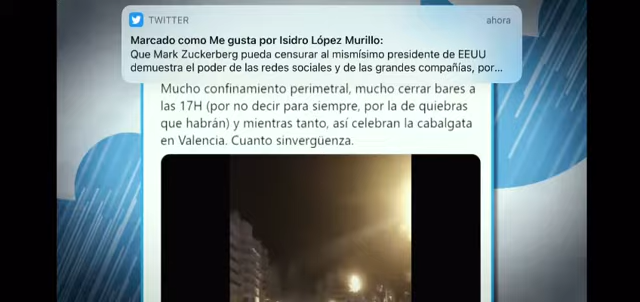 TWITTER
ahora
Marcado como Me gusta por Isidro López Murillo:
Que Mark Zuckerberg pueda censurar al mismísimo presidente de EEUU
demuestra el poder de las redes sociales y de las grandes compañías, por...
Mucho confinamiento perimetral, mucho cerrar bares a
las 17H (por no decir para siempre, por la de quiebras
que habrán) y mientras tanto, así celebran la cabalgata
en Valencia. Cuanto sinvergüenza.